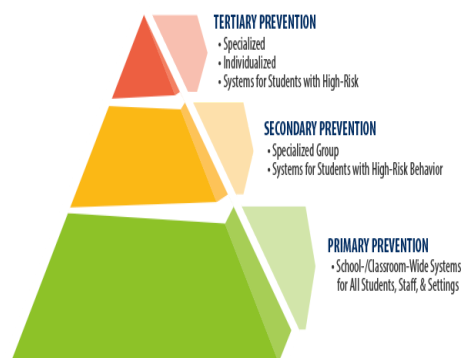 TERTIARY PREVENTION
• Specialized
• Individualized
• Systems for Students with High-Risk
SECONDARY PREVENTION
• Specialized Group
• Systems for Students with High-Risk Behavior
PRIMARY PREVENTION
• School-/Classroom-Wide Systems
for All Students, Staff, & Settings